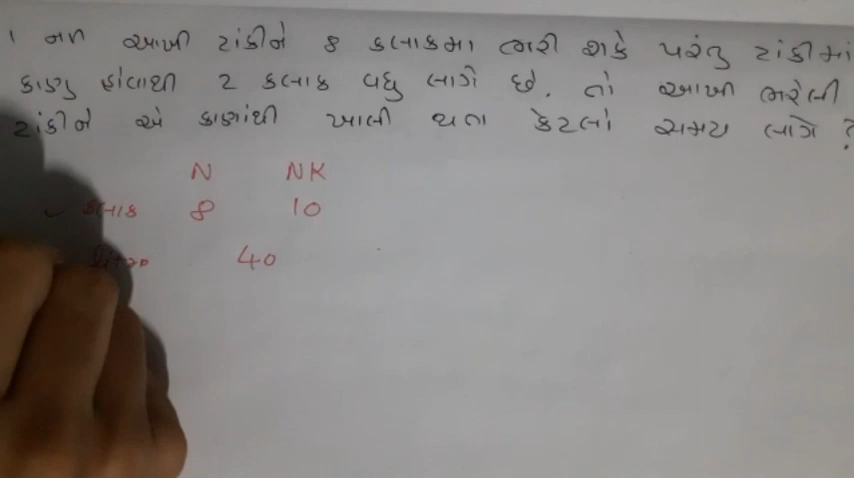 1 નળ આખી ટાંકીને 8 કલાકમા ભરી શકે પરંતુ ટાંકીમાં
કાણુ હોવાથી 2 કલાક વધુ લાગે છે. તો આખી ભરેલી
ટાંકીને એ કાણાંથી ખાલી થતા કેટલો સમય લાગે ?
N NK
કલાક 8 10
40